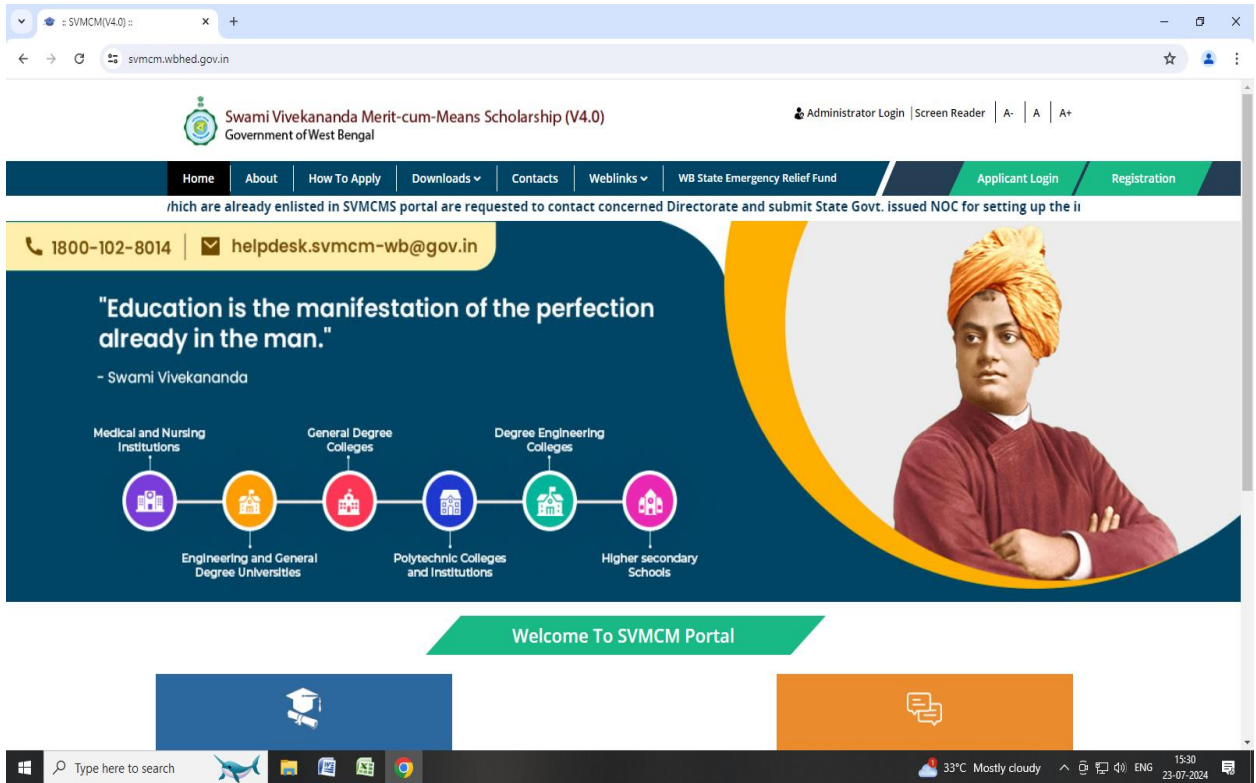 :: SVMCM(V4.0) ::
svmcm.wbhed.gov.in
Swami Vivekananda Merit-cum-Means Scholarship (V4.0)
Government of West Bengal
Administrator Login | Screen Reader | A- | A | A+
Home About How To Apply Downloads Contacts Weblinks WB State Emergency Relief Fund Applicant Login Registration
which are already enlisted in SVMCMS portal are requested to contact concerned Directorate and submit State Govt. issued NOC for setting up the
1800-102-8014 | helpdesk.svmcm-wb@gov.in
"Education is the manifestation of the perfection
already in the man."
- Swami Vivekananda
Medical and Nursing
Institutions
General Degree
Colleges
Degree Engineering
Colleges
Engineering and General
Degree Universities
Polytechnic Colleges
and Institutions
Higher secondary
Schools
Welcome To SVMCM Portal
Type here to search
33°C Mostly cloudy
ENG
15:30
23-07-2024